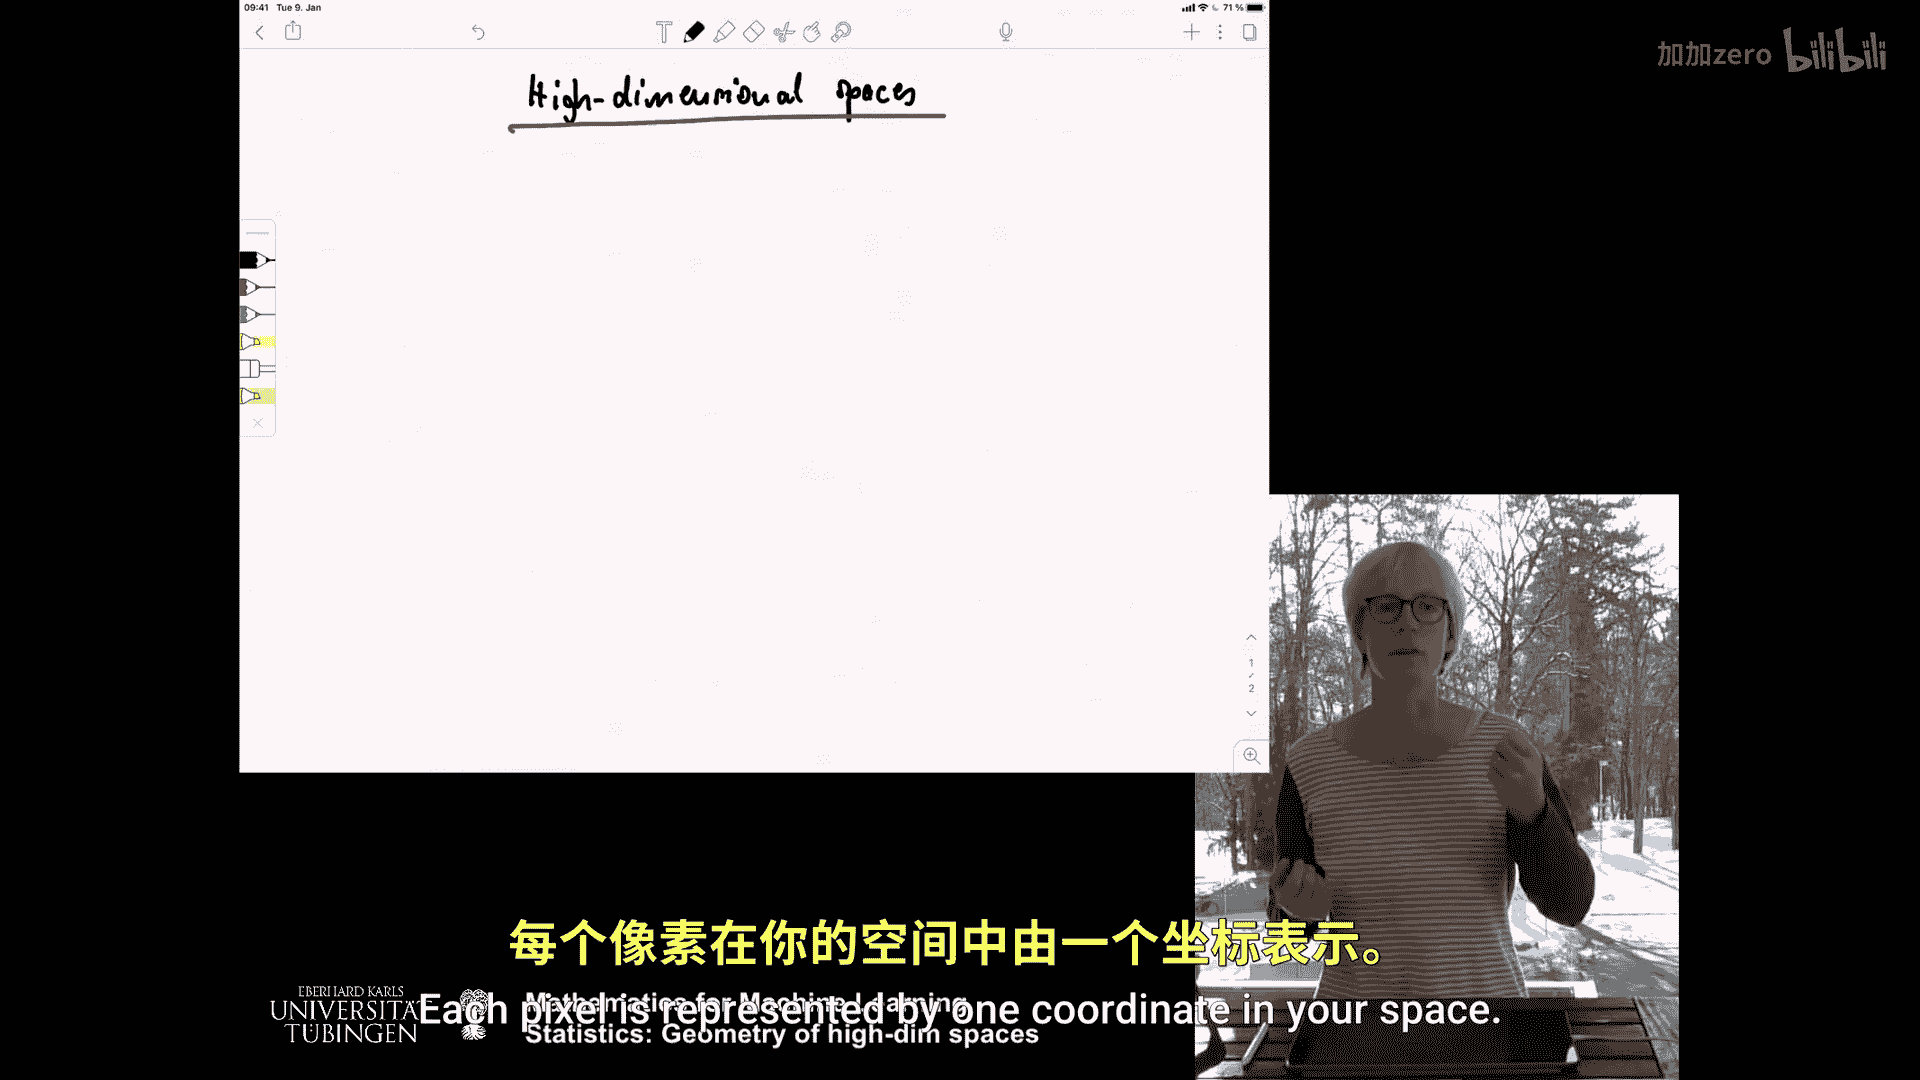 09:41 Tue 9. Jan
71 %
加加zero bilibili
High-dimensional spaces
1
2
每个像素在你的空间中由一个坐标表示。
EBERHARD KARLS
UNIVERSITÄT
TÜBINGEN
Mathematics for Machine Learning
Each pixel is represented by one coordinate in your space.
Statistics: Geometry of high-dim spaces